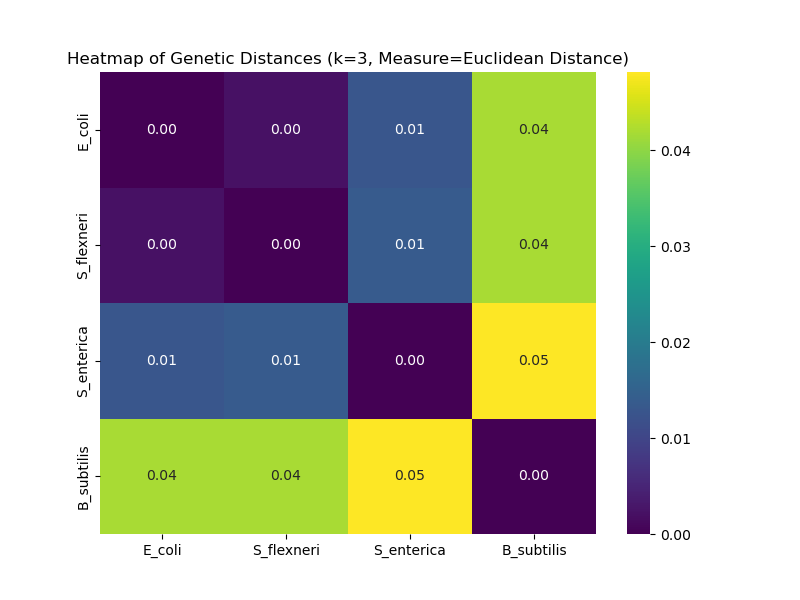 Heatmap of Genetic Distances (k=3, Measure=Euclidean Distance)
E_coli
0.00 0.00 0.01 0.04
S_flexneri
0.00 0.00 0.01 0.04
S_enterica
0.01 0.01 0.00 0.05
B_subtilis
0.04 0.04 0.05 0.00
E_coli S_flexneri S_enterica B_subtilis
0.04
0.03
0.02
0.01
0.00